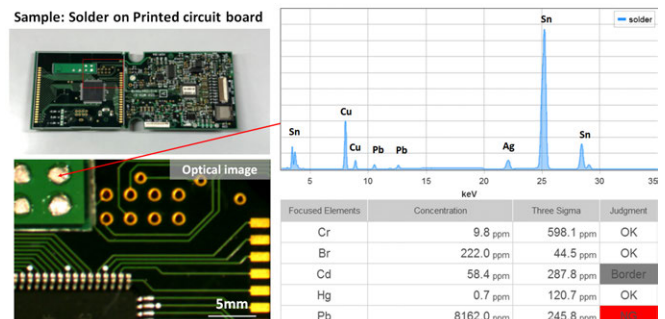 Sample: Solder on Printed circuit board
solder
Sn
Cu
Sn
Cu
Pb
Pb
Ag
Sn
5 10 15 20 25 30 35
keV
Optical image
5mm
Focused Elements Concentration Three Sigma Judgment
Cr 9.8 ppm 598.1 ppm OK
Br 222.0 ppm 44.5 ppm OK
Cd 58.4 ppm 287.8 ppm Border
Hg 0.7 ppm 120.7 ppm OK
Pb 8162.0 ppm 245.8 ppm NG